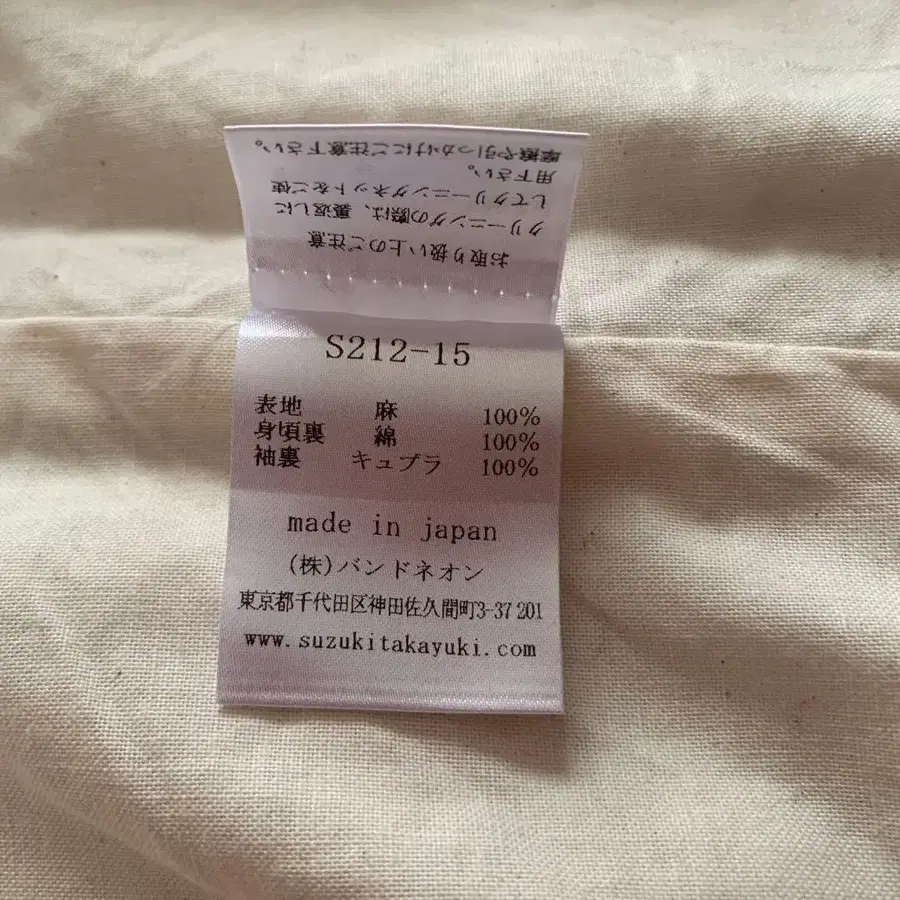 お取り扱い上のご注意
クリーニングの際は、裏返しに
してクリーニングネットをご使
用下さい。
摩擦や引っかけにご注意下さい。
S212-15
表地 麻 100%
身頃裏 綿 100%
袖裏 キュプラ 100%
made in japan
(株)バンドネオン
東京都千代田区神田佐久間町3-37 201
www.suzukitakayuki.com